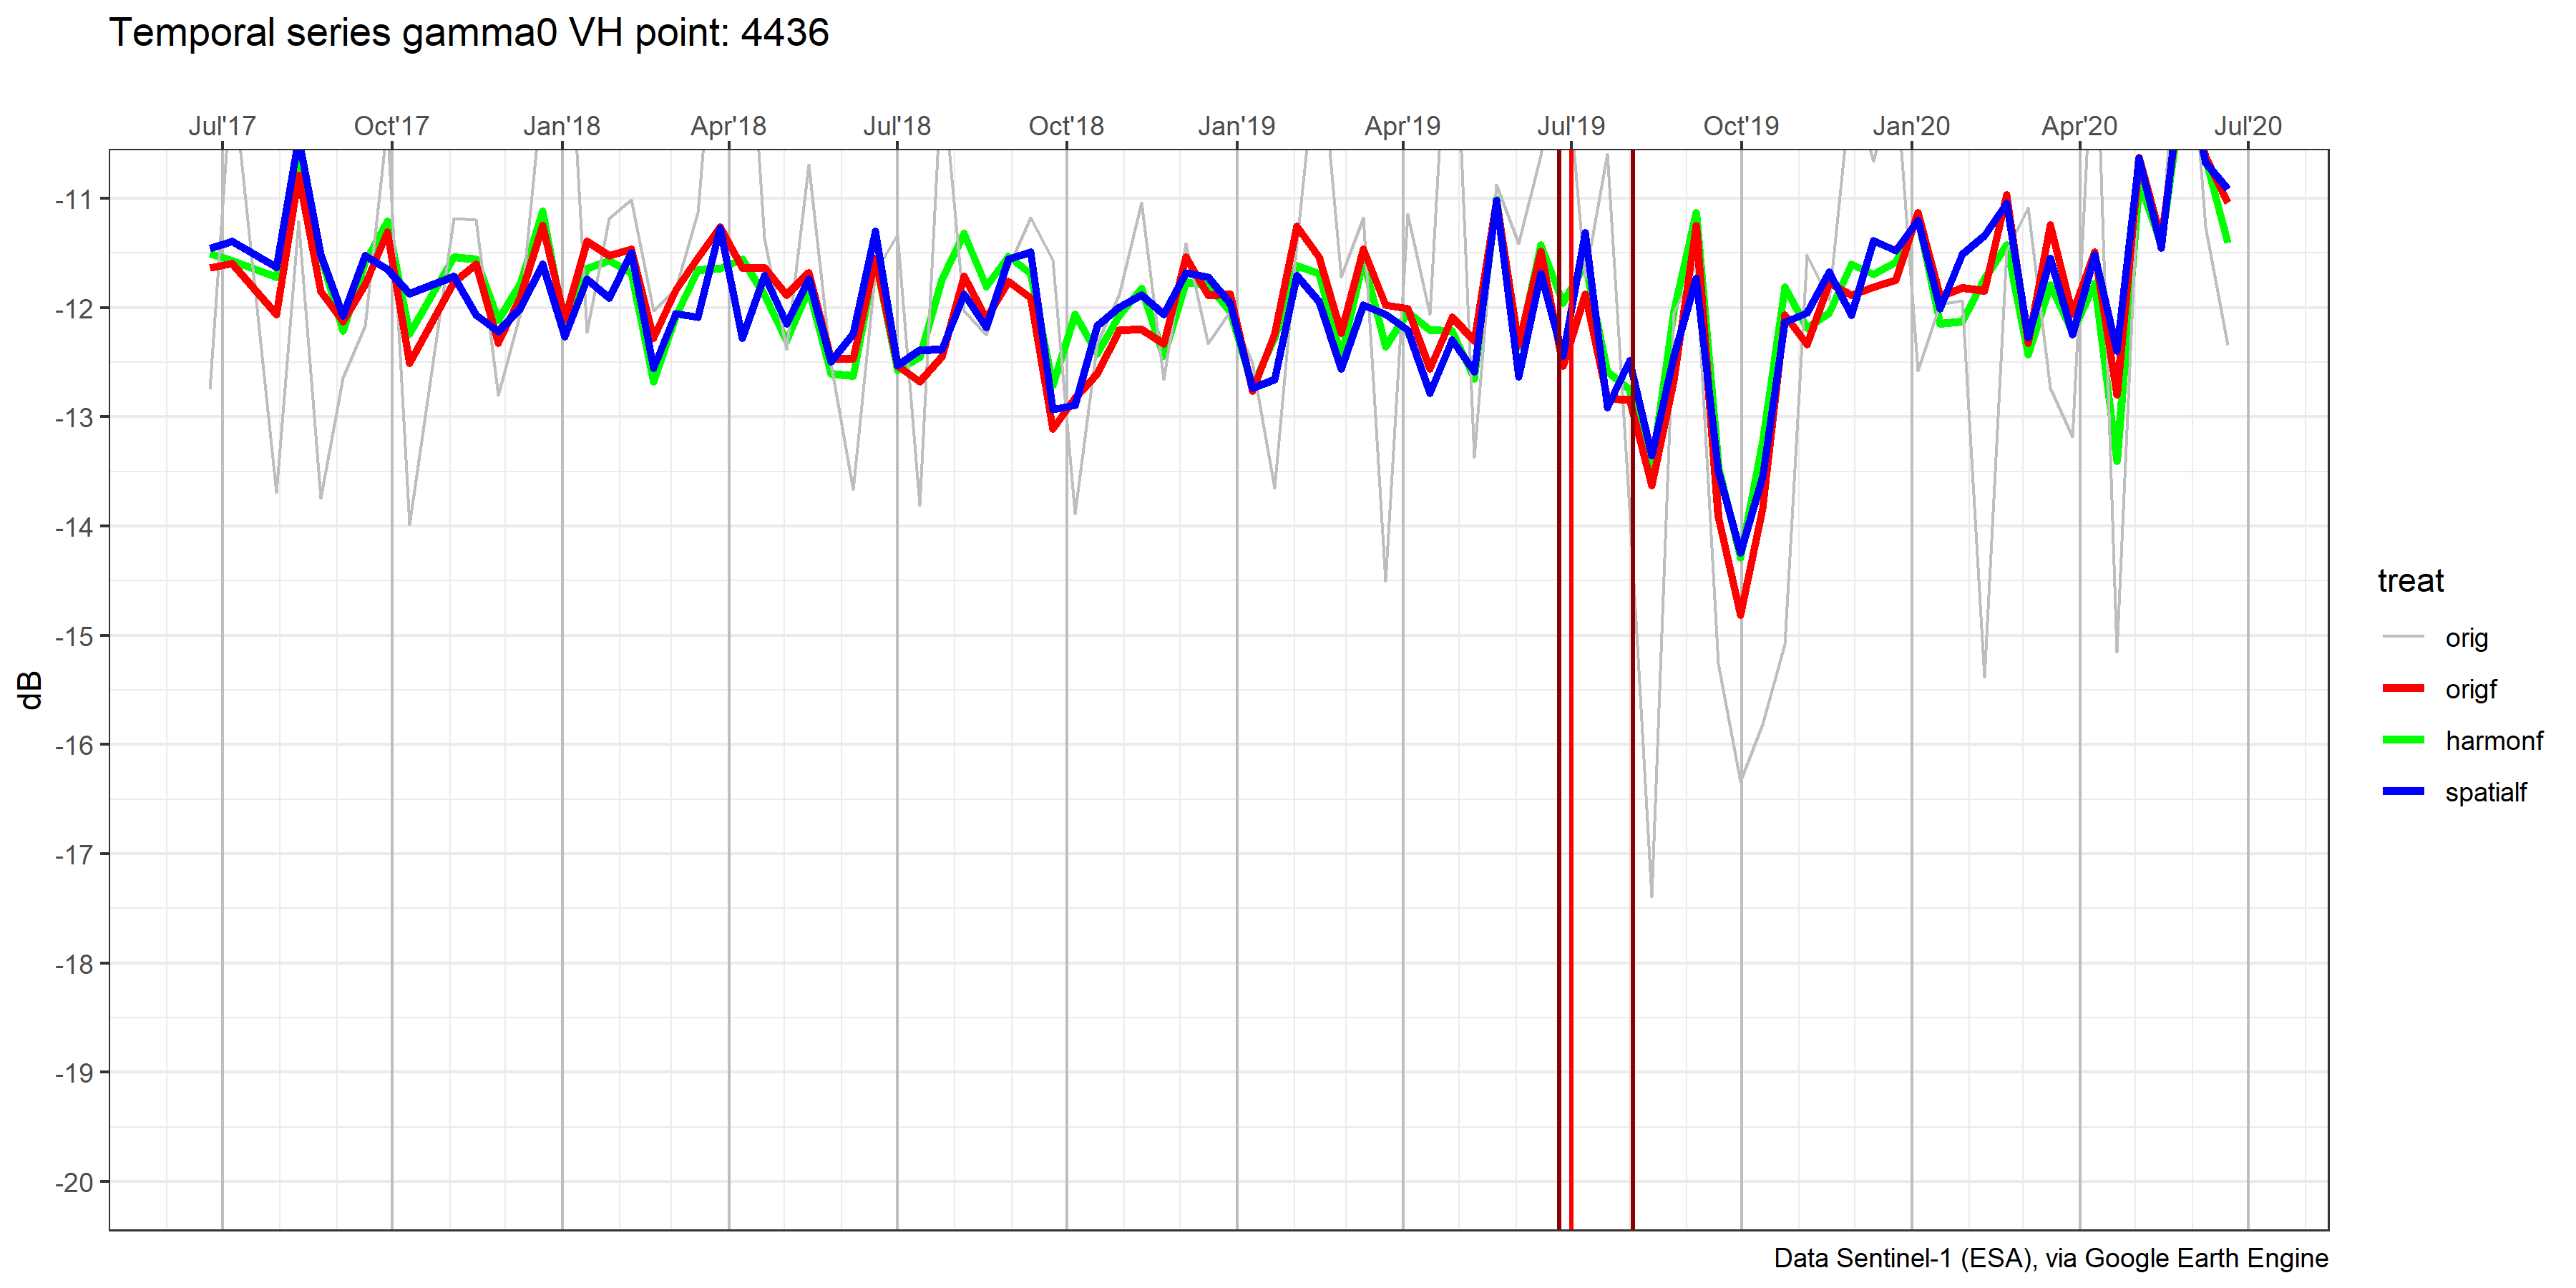 Temporal series gamma0 VH point: 4436
Jul'17 Oct'17 Jan'18 Apr'18 Jul'18 Oct'18 Jan'19 Apr'19 Jul'19 Oct'19 Jan'20 Apr'20 Jul'20
-11
-12
-13
-14
-15
-16
-17
-18
-19
-20
dB
treat
orig
origf
harmonf
spatialf
Data Sentinel-1 (ESA), via Google Earth Engine